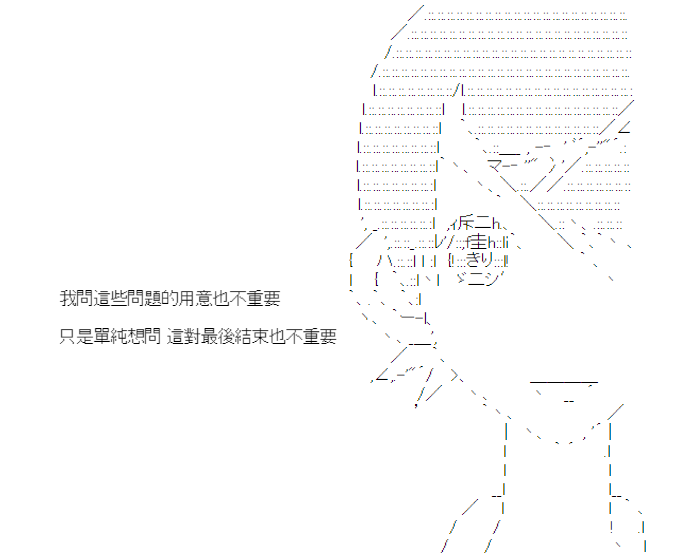 我問這些問題的用意也不重要
只是單純想問 這對最後結束也不重要